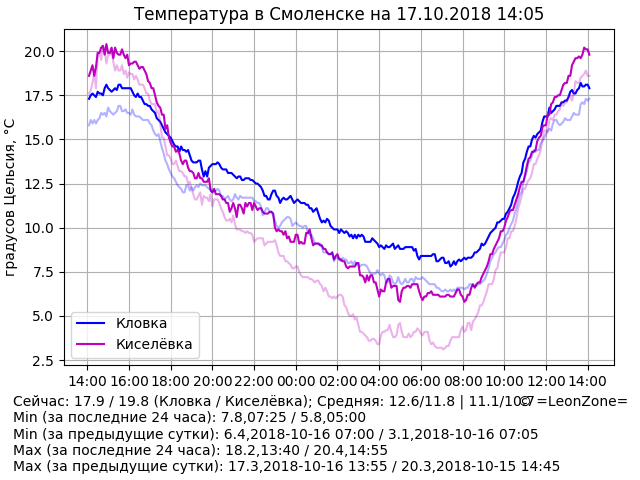 Температура в Смоленске на 17.10.2018 14:05
градусов Цельсия, °C
20.0
17.5
15.0
12.5
10.0
7.5
5.0
2.5
Кловка
Киселёвка
14:00 16:00 18:00 20:00 22:00 00:00 02:00 04:00 06:00 08:00 10:00 12:00 14:00
Сейчас: 17.9 / 19.8 (Кловка / Киселёвка); Средняя: 12.6/11.8 | 11.1/10.7 © =LeonZone=
Min (за последние 24 часа): 7.8,07:25 / 5.8,05:00
Min (за предыдущие сутки): 6.4,2018-10-16 07:00 / 3.1,2018-10-16 07:05
Max (за последние 24 часа): 18.2,13:40 / 20.4,14:55
Max (за предыдущие сутки): 17.3,2018-10-16 13:55 / 20.3,2018-10-15 14:45